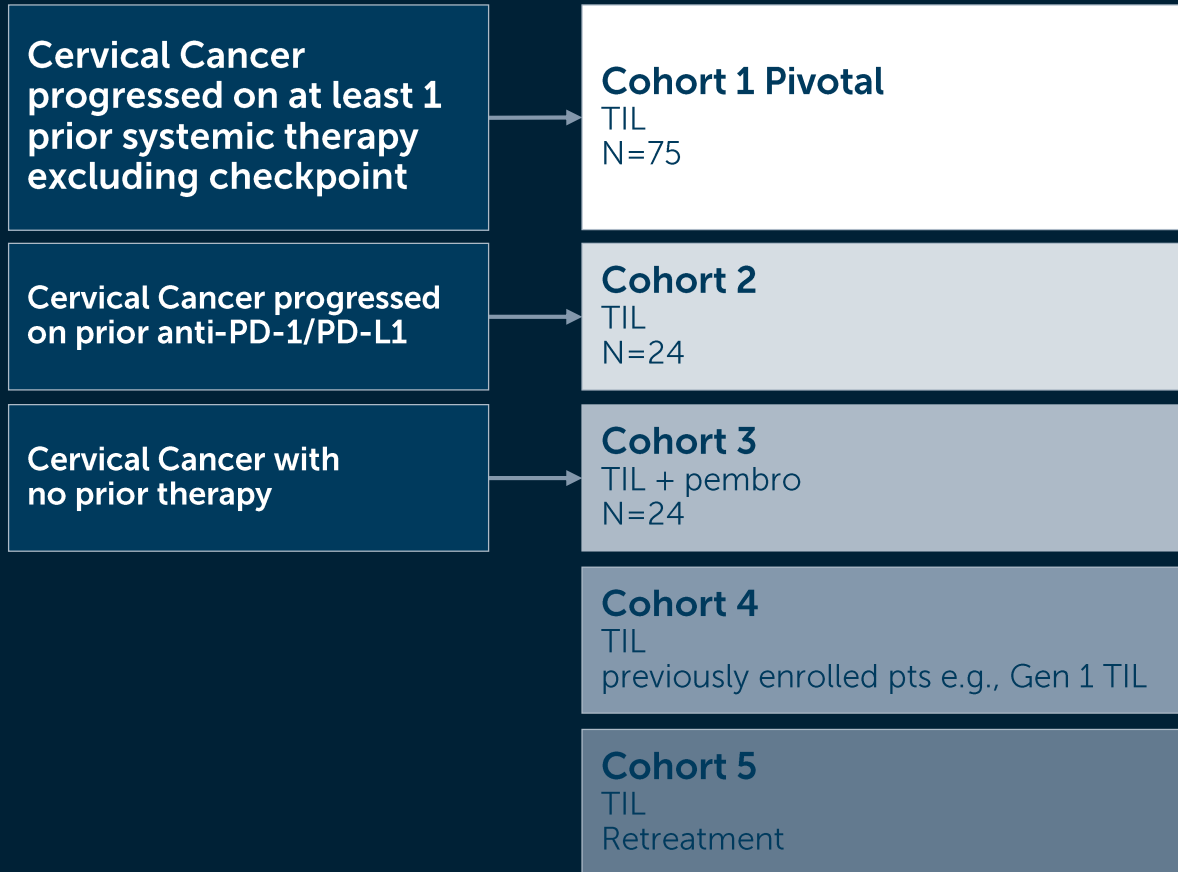 Cervical Cancer
progressed on at least 1
prior systemic therapy
excluding checkpoint
Cohort 1 Pivotal
TIL
N=75
Cervical Cancer progressed
on prior anti-PD-1/PD-L1
Cohort 2
TIL
N=24
Cervical Cancer with
no prior therapy
Cohort 3
TIL + pembro
N=24
Cohort 4
TIL
previously enrolled pts e.g., Gen 1 TIL
Cohort 5
TIL
Retreatment